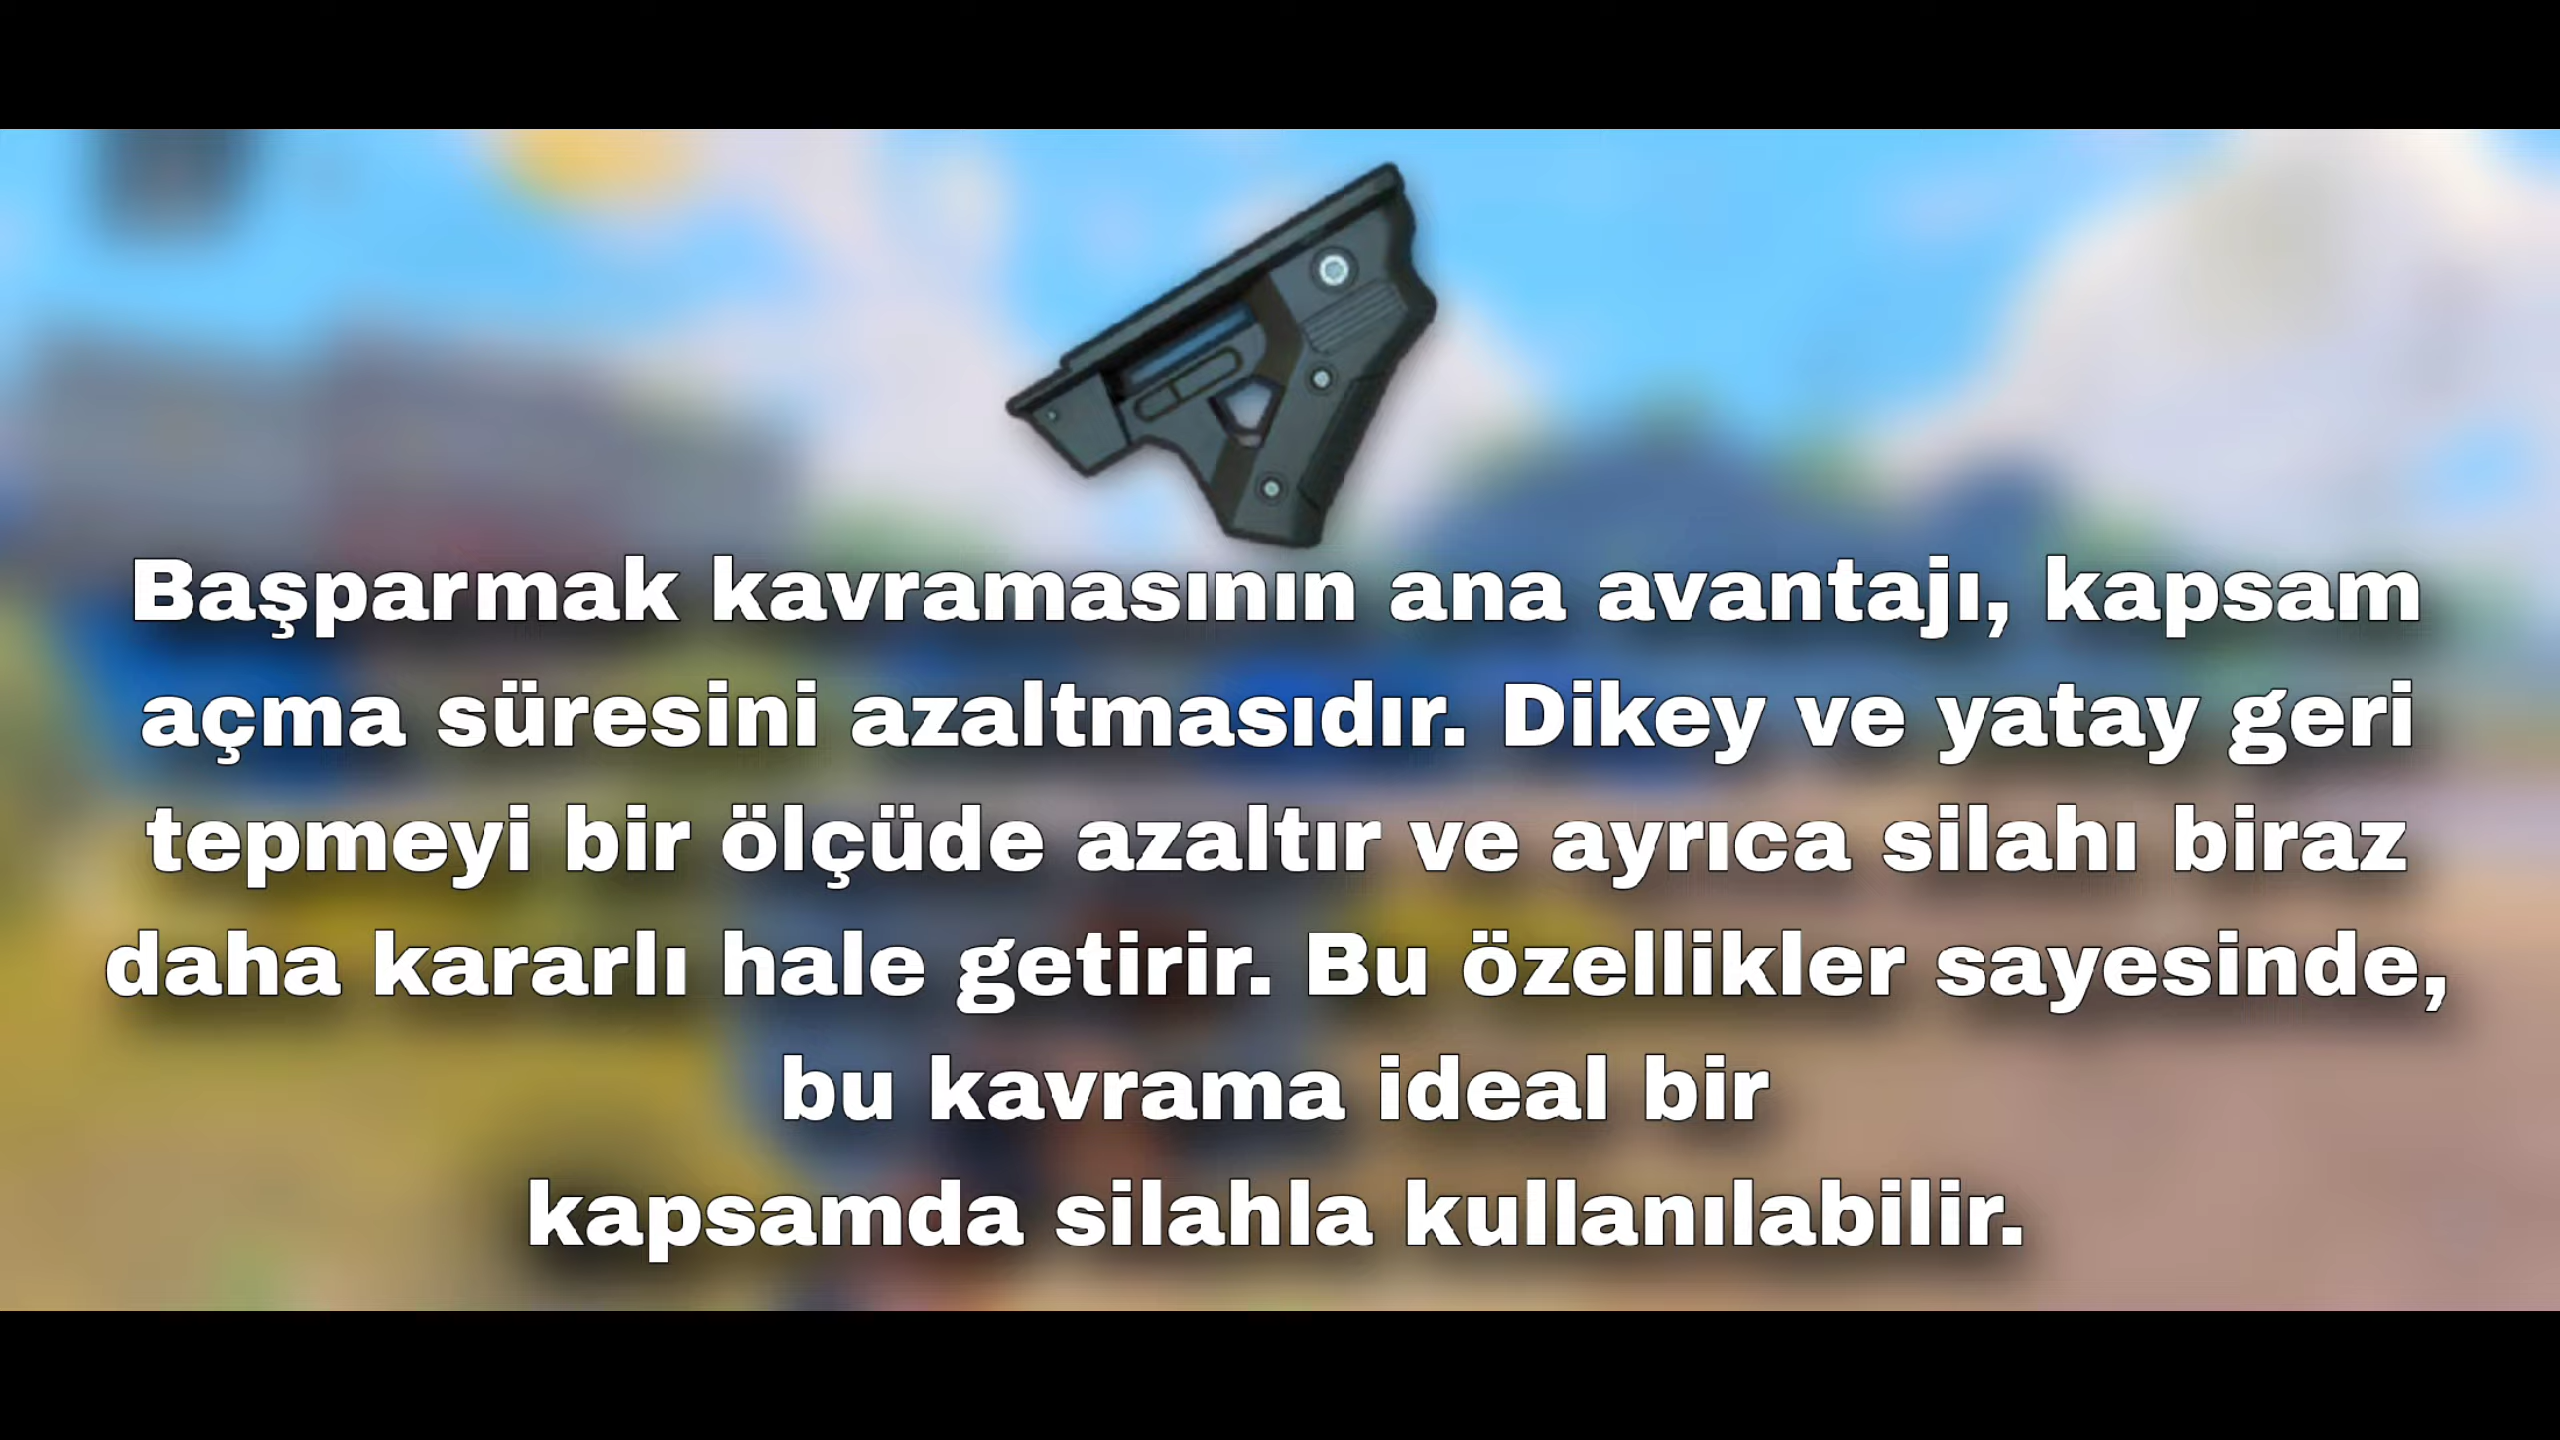 Başparmak kavramasının ana avantajı, kapsam
açma süresini azaltmasıdır. Dikey ve yatay geri
tepmeyi bir ölçüde azaltır ve ayrıca silahı biraz
daha kararlı hale getirir. Bu özellikler sayesinde,
bu kavrama ideal bir
kapsamda silahla kullanılabilir.